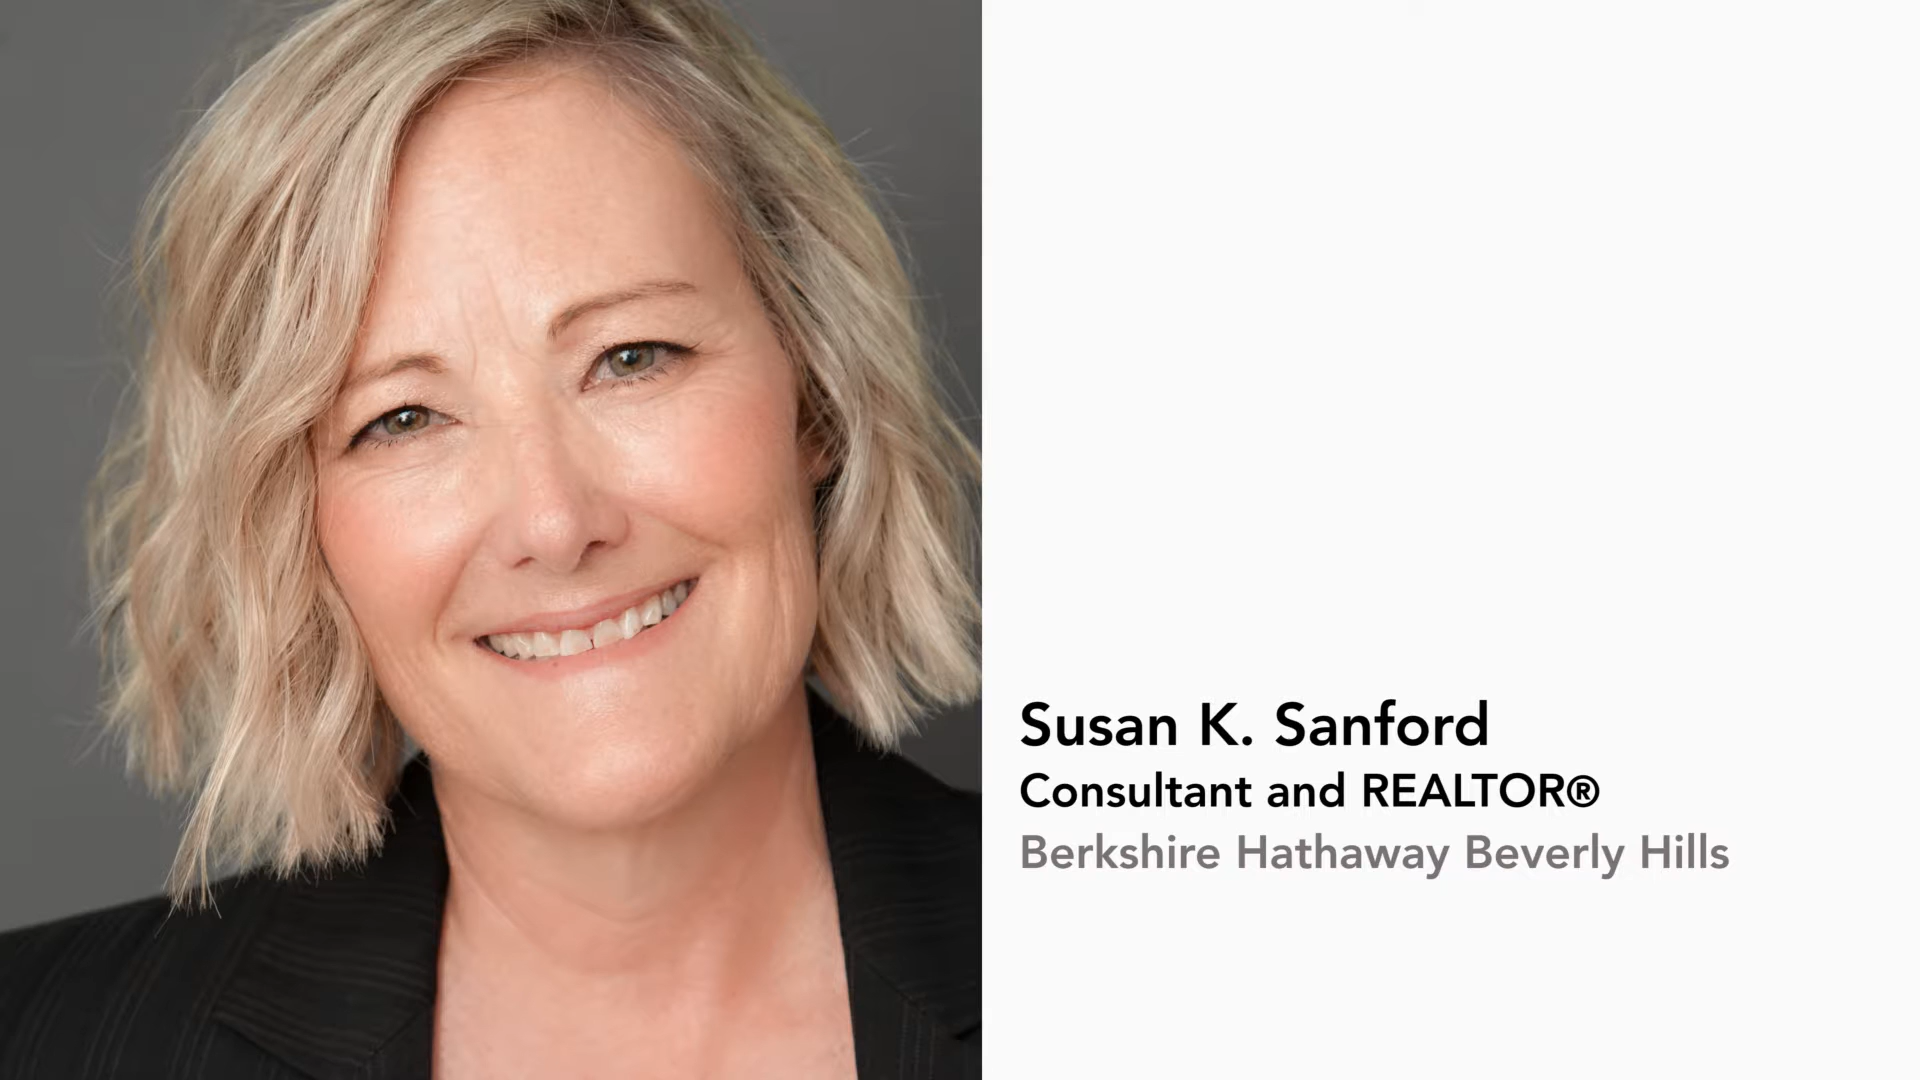 Susan K. Sanford
Consultant and REALTOR®
Berkshire Hathaway Beverly Hills